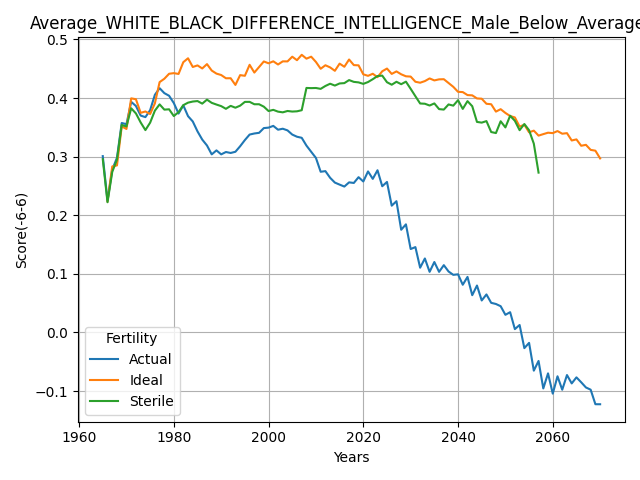 Average_WHITE_BLACK_DIFFERENCE_INTELLIGENCE_Male_Below_Average
0.5
0.4
0.3
0.2
0.1
0.0
−0.1
Score(-6-6)
Fertility
Actual
Ideal
Sterile
1960
1980
2000
2020
2040
2060
Years